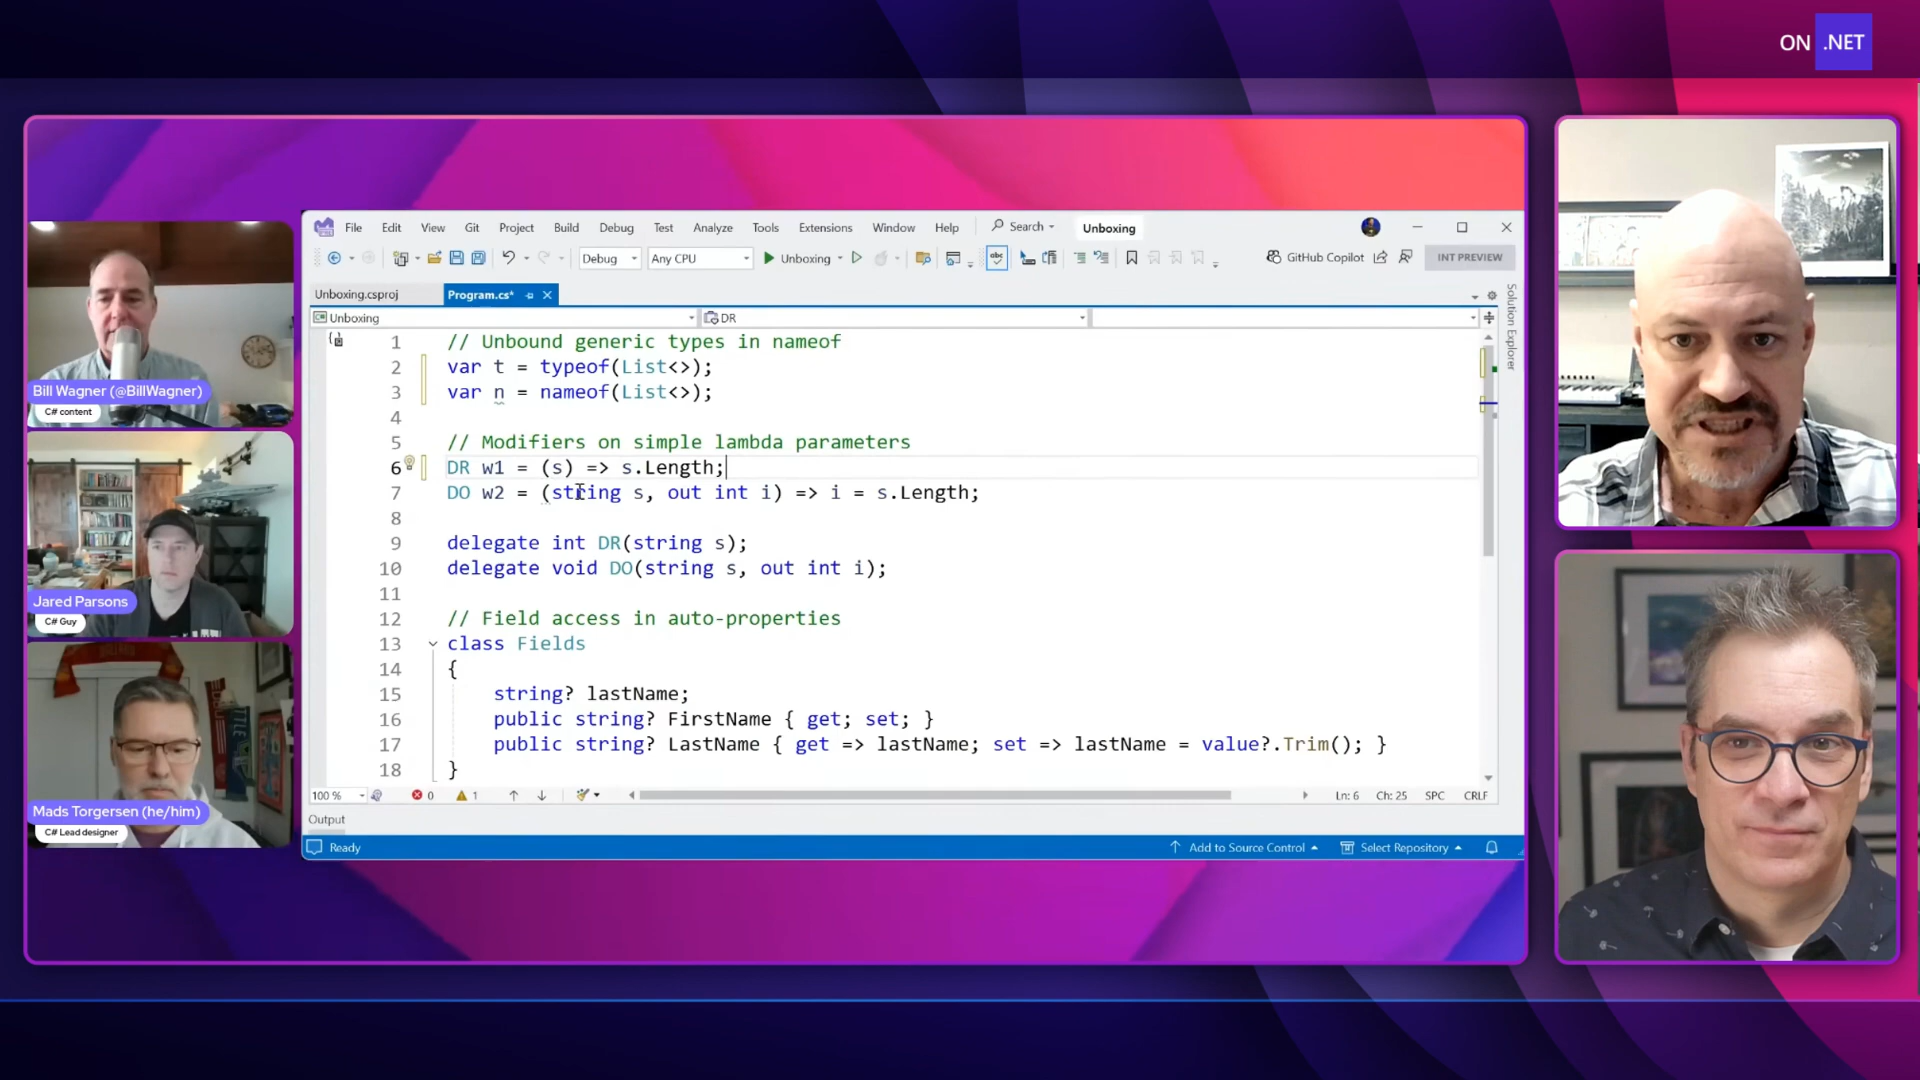 ON .NET
Bill Wagner (@BillWagner)
C# content
Jared Parsons
C# Guy
Mads Torgersen (he/him)
C# Lead designer
File Edit View Git Project Build Debug Test Analyze Tools Extensions Window Help Search Unboxing
Debug Any CPU Unboxing GitHub Copilot INT PREVIEW
Unboxing.csproj Program.cs*
Unboxing DR
Solution Explorer
1 // Unbound generic types in nameof
2 var t = typeof(List<>);
3 var n = nameof(List<>);
4
5 // Modifiers on simple lambda parameters
6 DR w1 = (s) => s.Length;
7 DO w2 = (string s, out int i) => i = s.Length;
8
9 delegate int DR(string s);
10 delegate void DO(string s, out int i);
11
12 // Field access in auto-properties
13 class Fields
14 {
15 string? lastName;
16 public string? FirstName { get; set; }
17 public string? LastName { get => lastName; set => lastName = value?.Trim(); }
18 }
100 % 0 1 Ln: 6 Ch: 25 SPC CRLF
Output
Ready Add to Source Control Select Repository